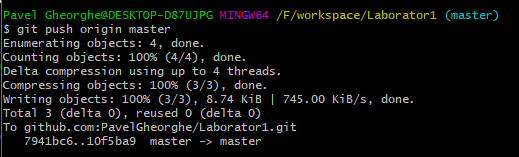 Pavel Gheorghe@DESKTOP-D87UJPG MINGW64 /F/workspace/Laborator1 (master)
$ git push origin master
Enumerating objects: 4, done.
Counting objects: 100% (4/4), done.
Delta compression using up to 4 threads.
Compressing objects: 100% (3/3), done.
Writing objects: 100% (3/3), 8.74 KiB | 745.00 KiB/s, done.
Total 3 (delta 0), reused 0 (delta 0)
To github.com:PavelGheorghe/Laborator1.git
   7941bc6..10f5ba9  master -> master